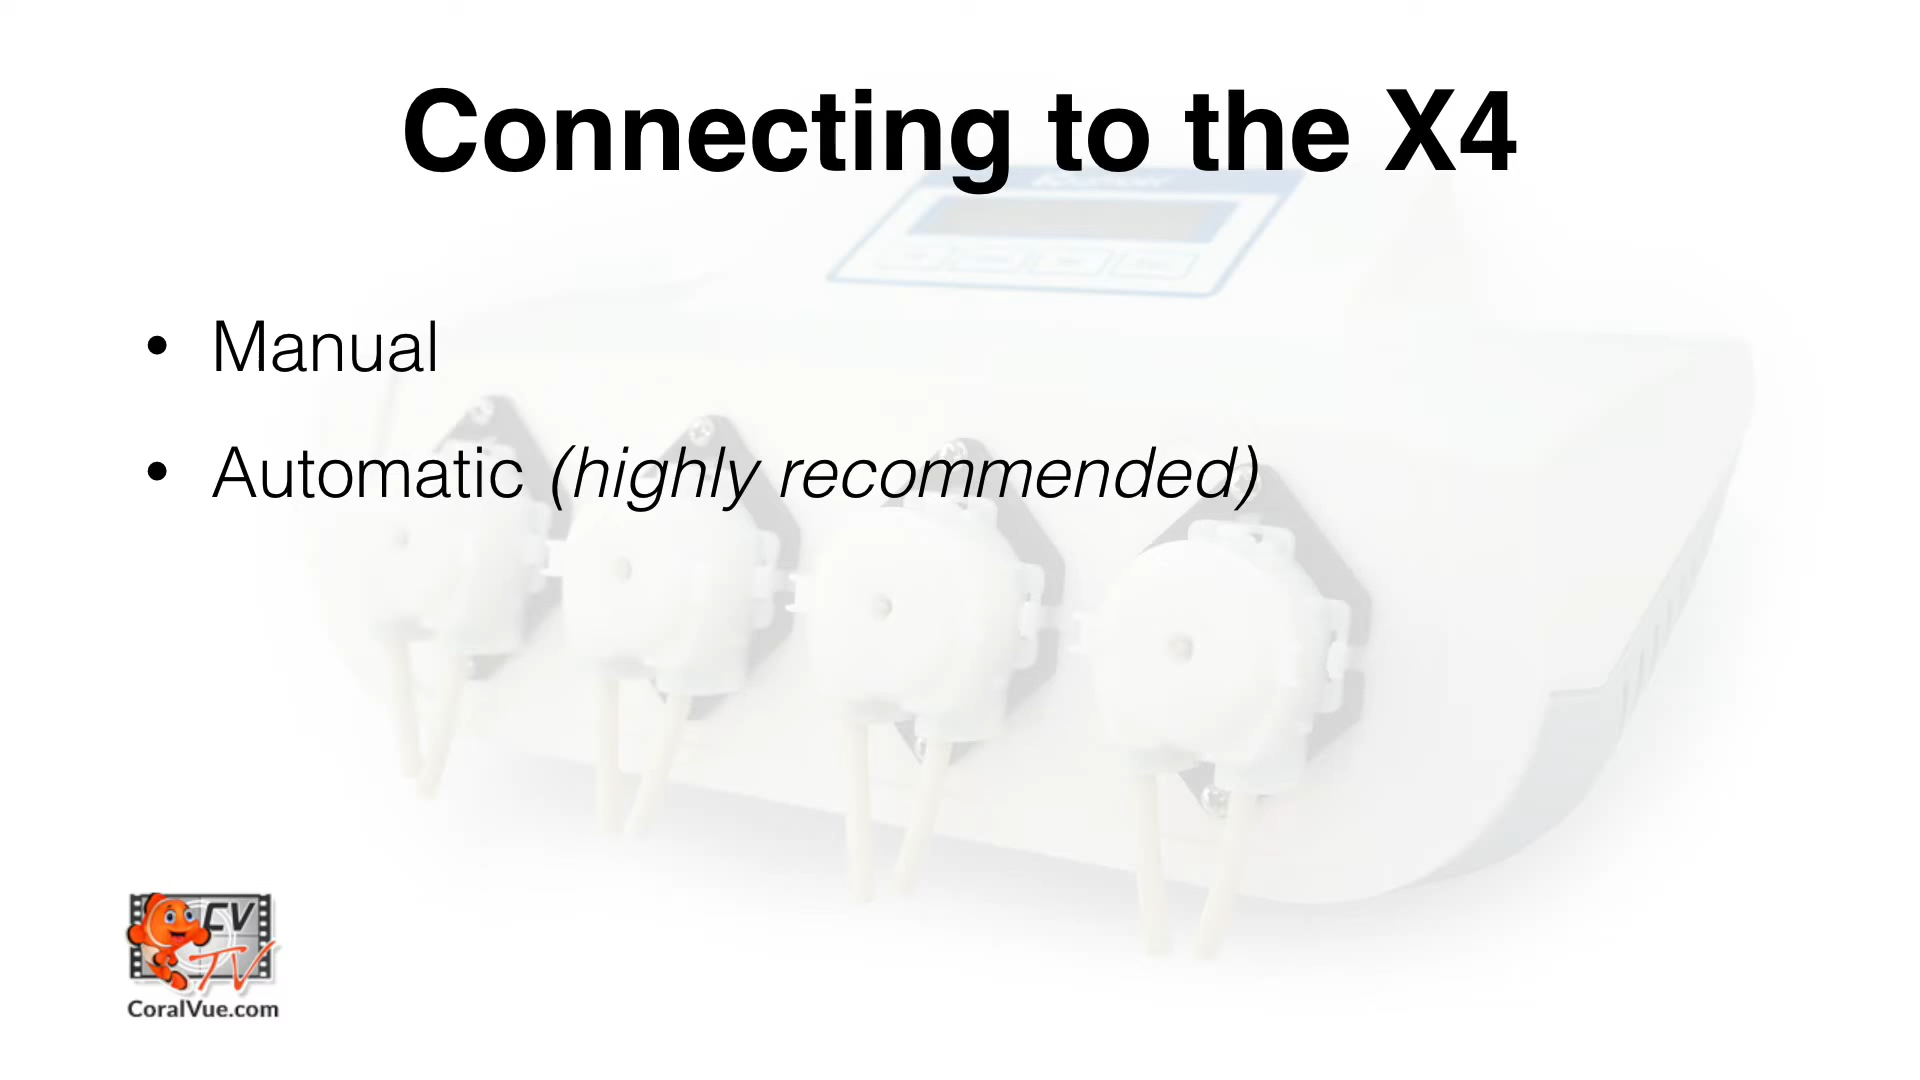 Connecting to the X4
• Manual
• Automatic (highly recommended)
CV
TV
CoralVue.com